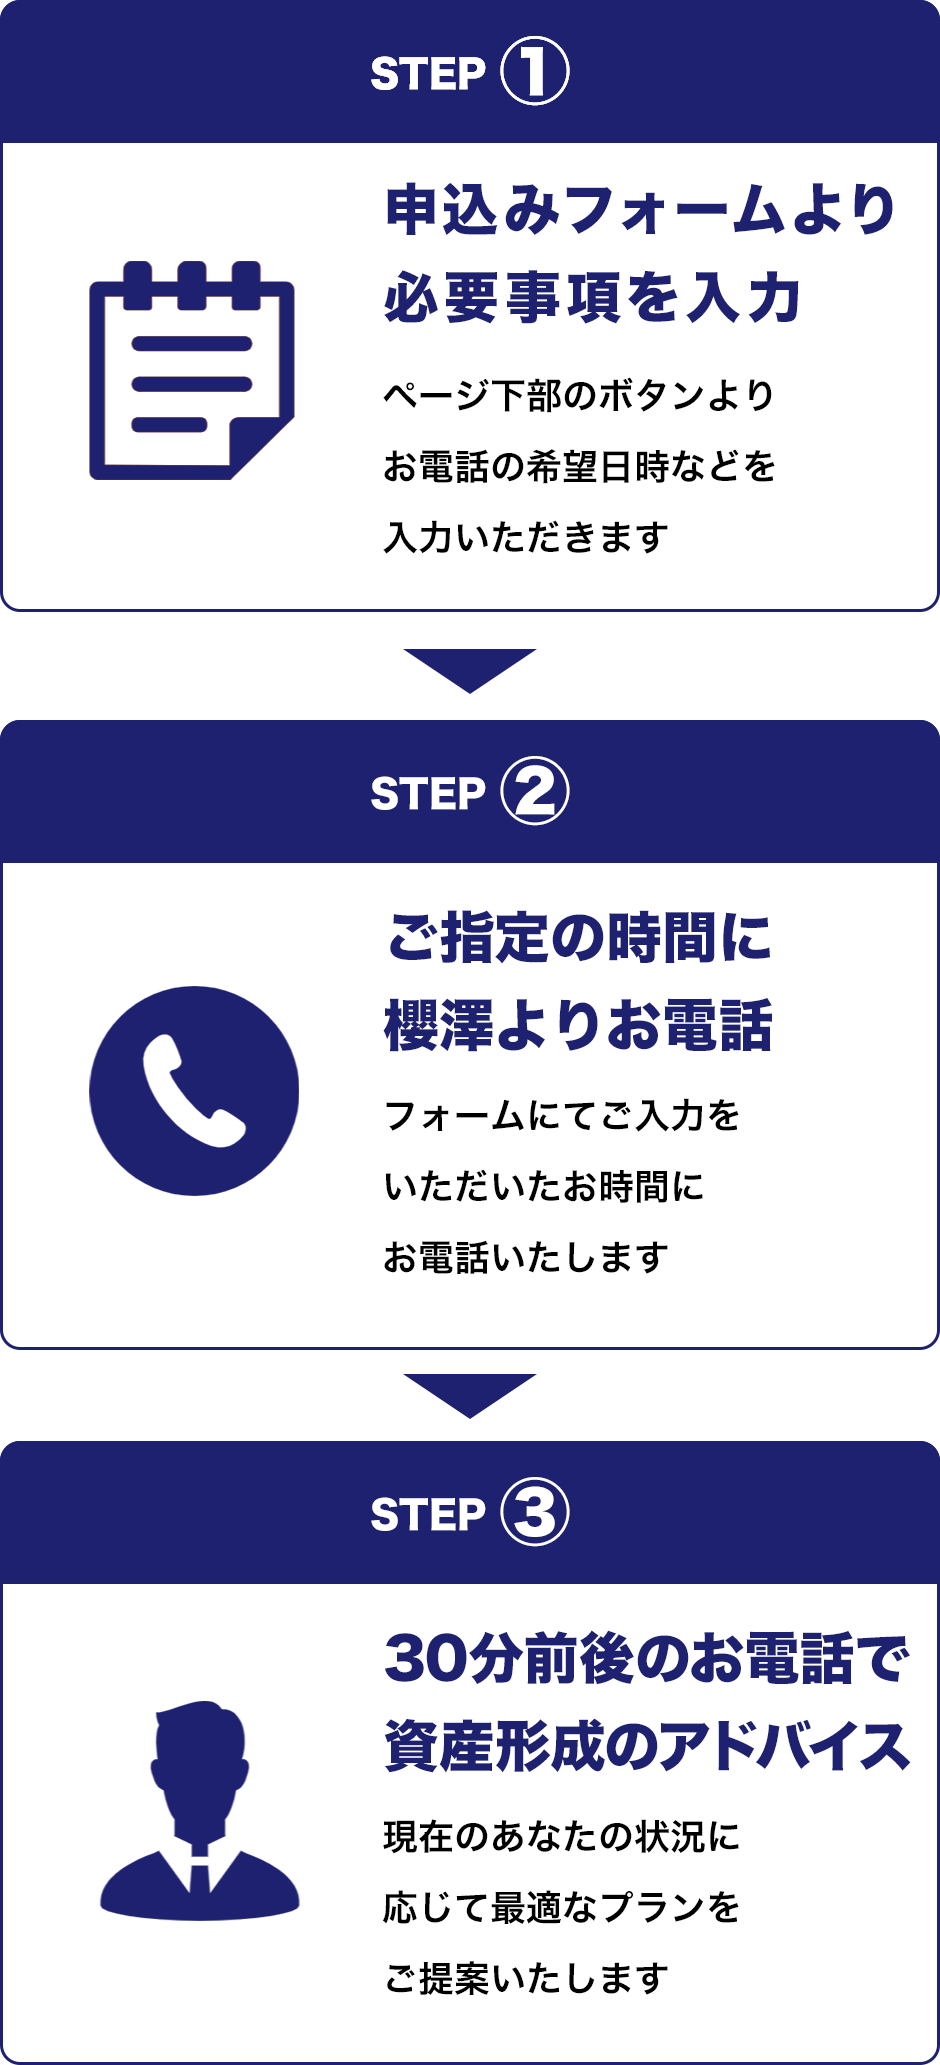 STEP ①
申込みフォームより
必要事項を入力
ページ下部のボタンより
お電話の希望日時などを
入力いただきます
STEP ②
ご指定の時間に
櫻澤よりお電話
フォームにてご入力を
いただいたお時間に
お電話いたします
STEP ③
30分前後のお電話で
資産形成のアドバイス
現在のあなたの状況に
応じて最適なプランを
ご提案いたします